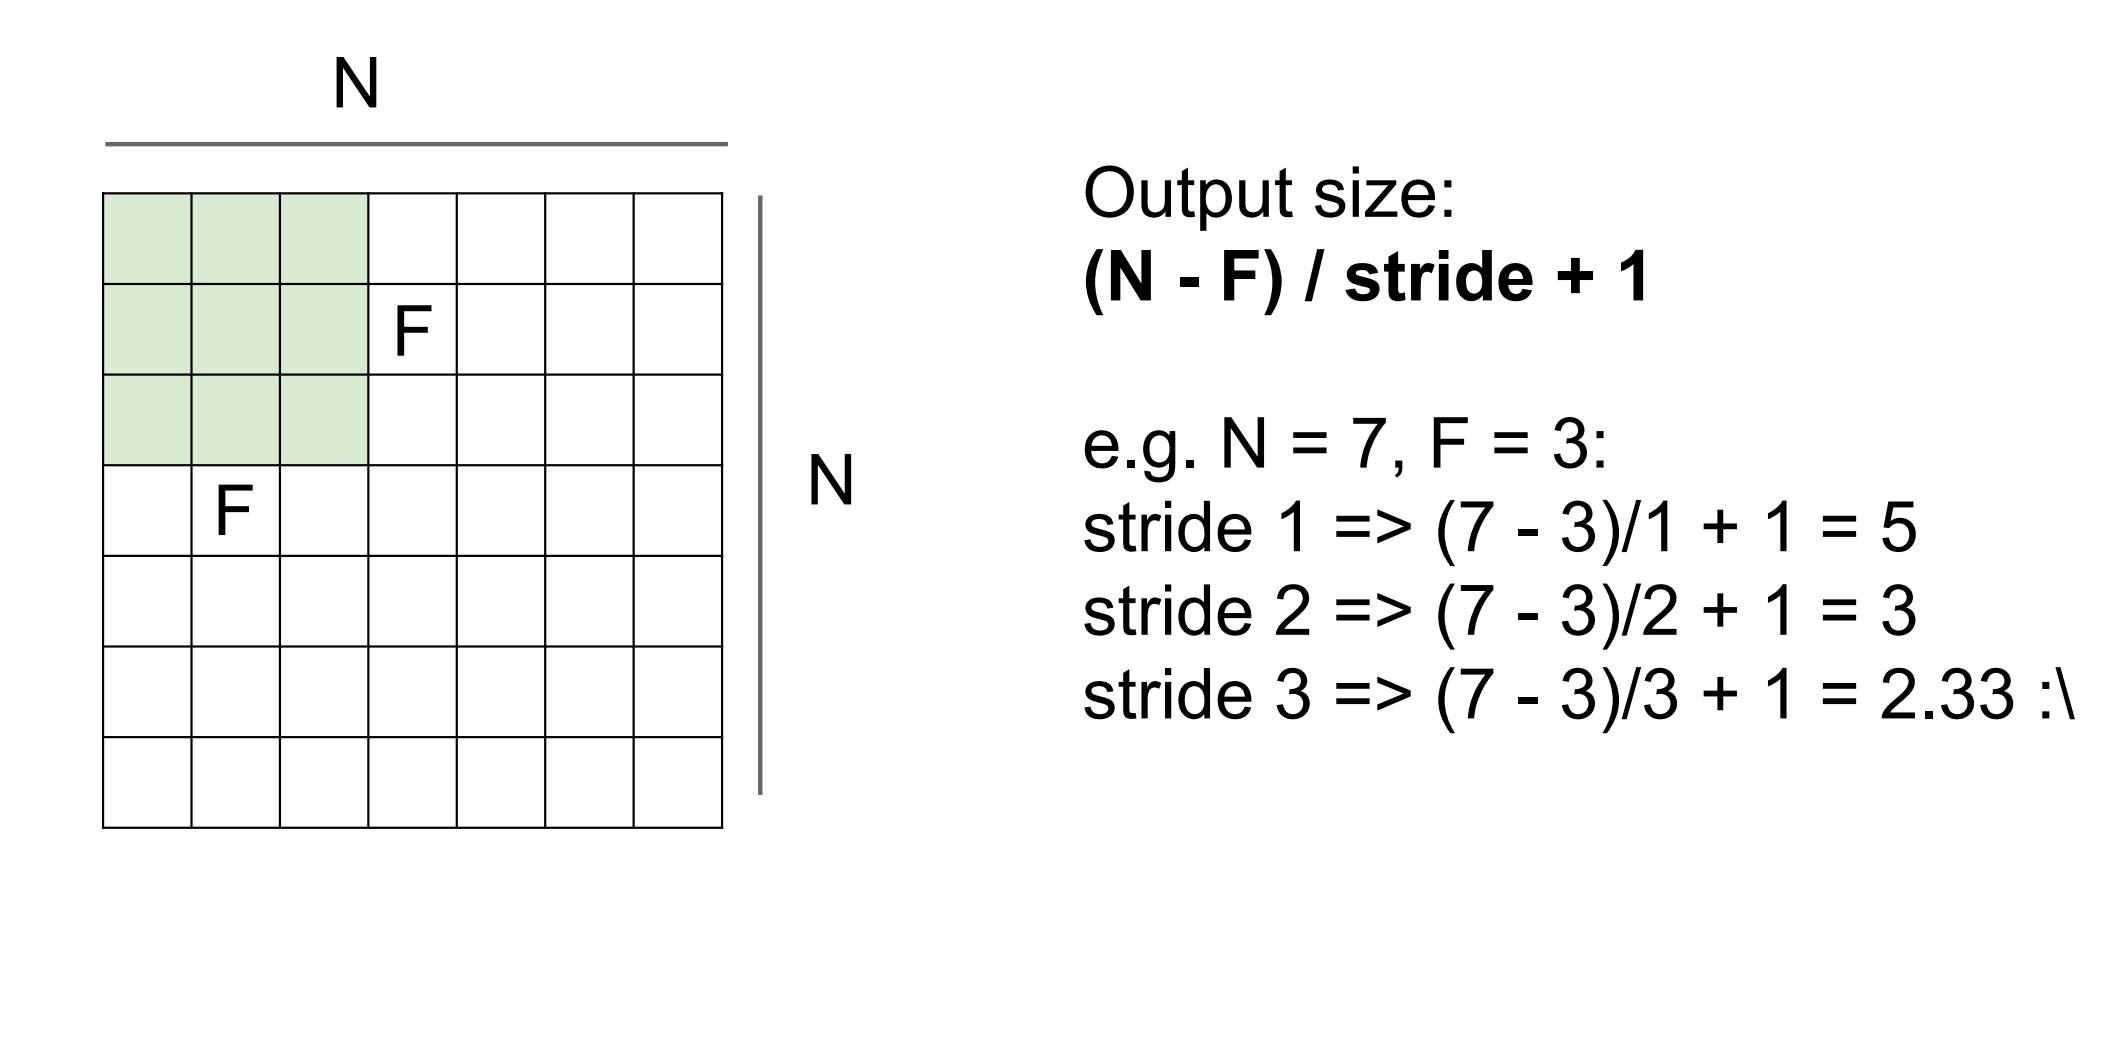 N
F
F
N
Output size:
(N - F) / stride + 1
e.g. N = 7, F = 3:
stride 1 => (7 - 3)/1 + 1 = 5
stride 2 => (7 - 3)/2 + 1 = 3
stride 3 => (7 - 3)/3 + 1 = 2.33 :\